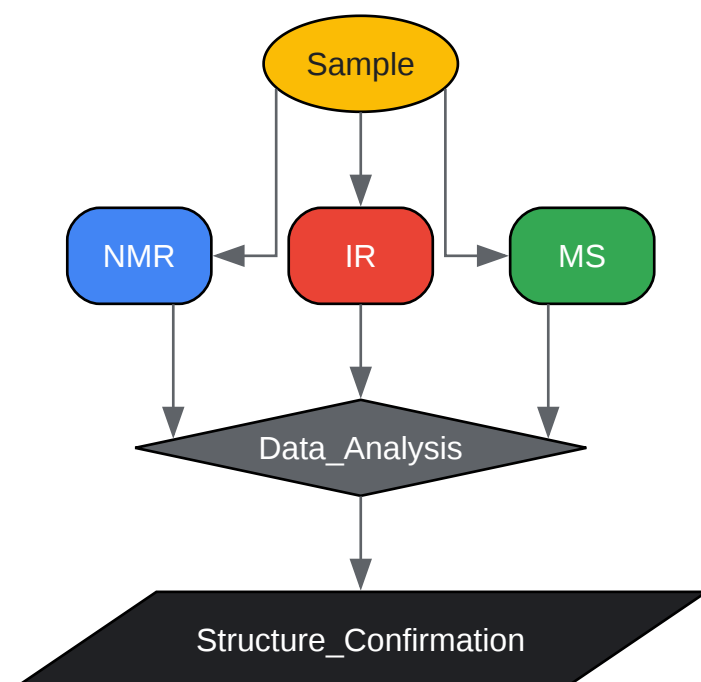 Sample
NMR
IR
MS
Data_Analysis
Structure_Confirmation